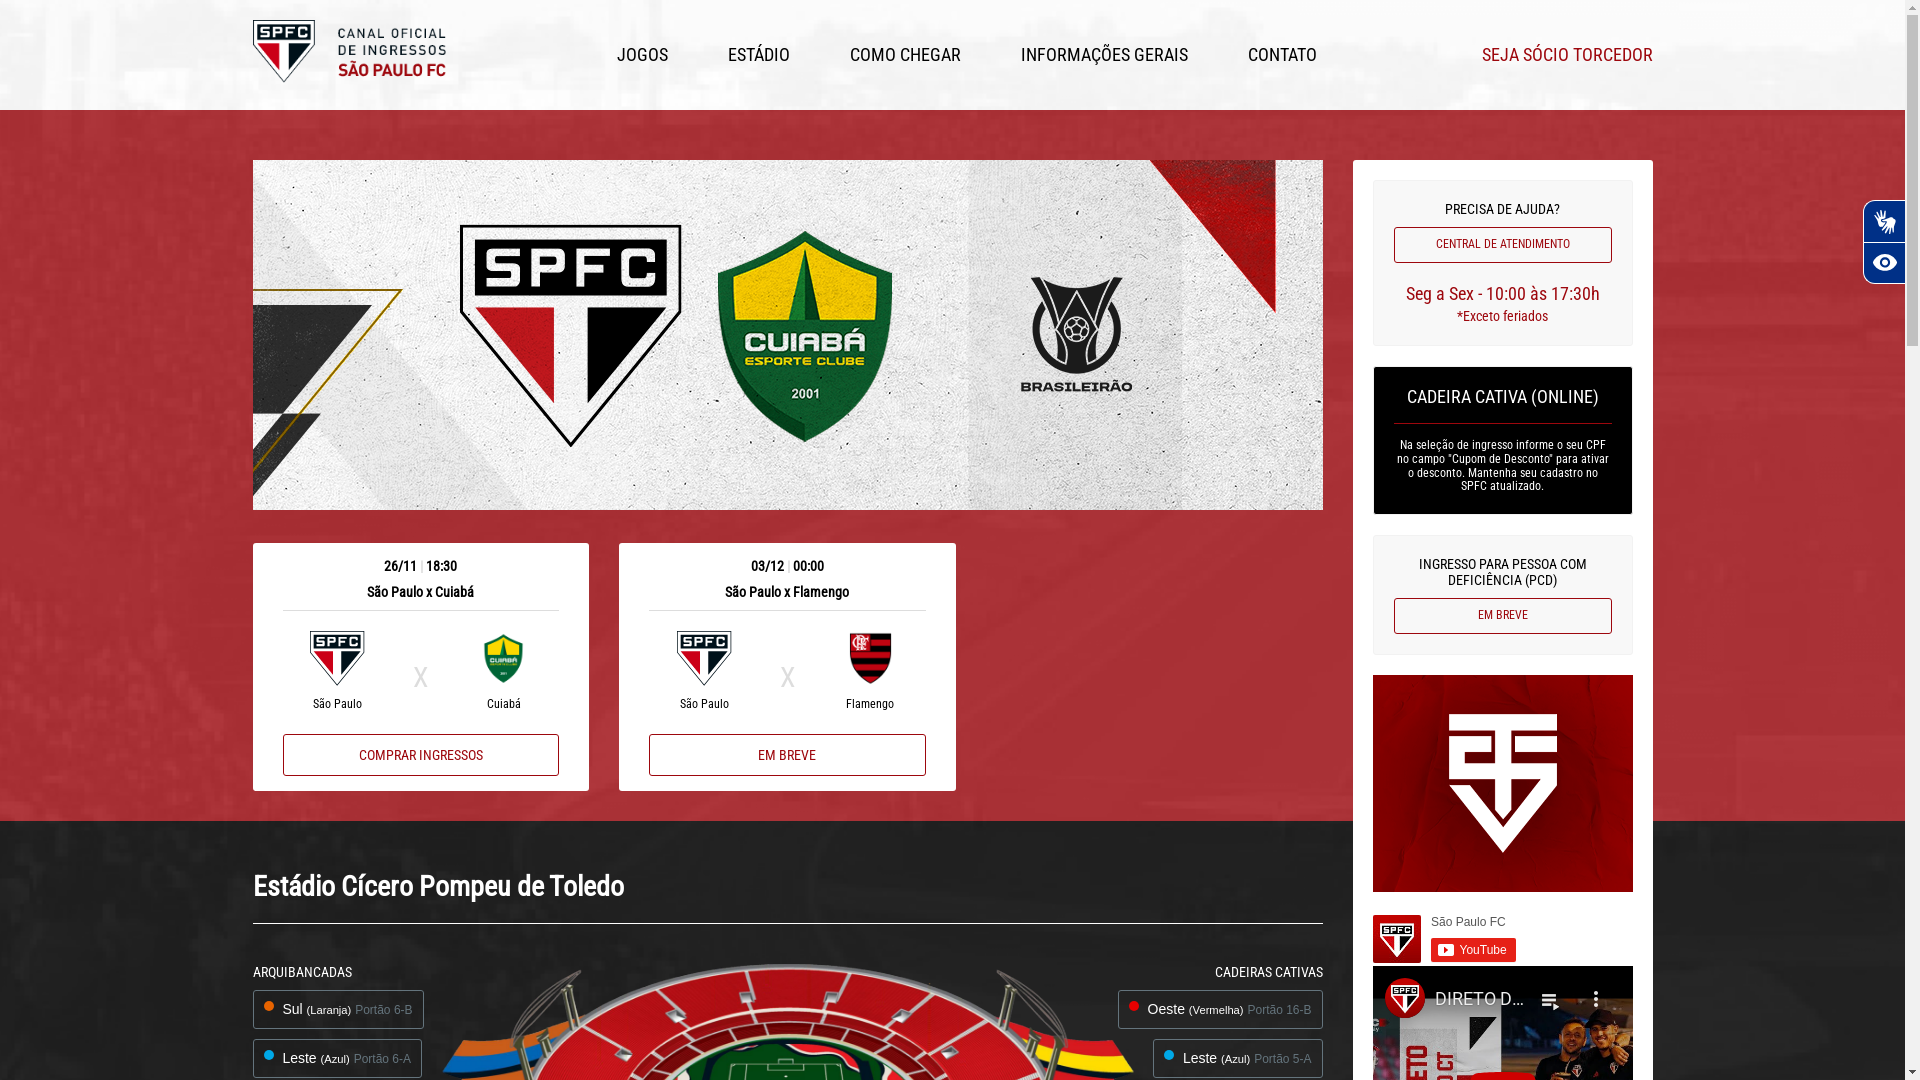 SPFC
CANAL OFICIAL
DE INGRESSOS
SÃO PAULO FC
JOGOS
ESTÁDIO
COMO CHEGAR
INFORMAÇÕES GERAIS
CONTATO
SEJA SÓCIO TORCEDOR
SPFC
CUIABÁ
ESPORTE CLUBE
2001
BRASILEIRÃO
PRECISA DE AJUDA?
CENTRAL DE ATENDIMENTO
Seg a Sex - 10:00 às 17:30h
*Exceto feriados
CADEIRA CATIVA (ONLINE)
Na seleção de ingresso informe o seu CPF
no campo "Cupom de Desconto" para ativar
o desconto. Mantenha seu cadastro no
SPFC atualizado.
INGRESSO PARA PESSOA COM
DEFICIÊNCIA (PCD)
EM BREVE
26/11 | 18:30
São Paulo x Cuiabá
SPFC
CUIABÁ
X
São Paulo
Cuiabá
COMPRAR INGRESSOS
03/12 | 00:00
São Paulo x Flamengo
SPFC
X
São Paulo
Flamengo
EM BREVE
Estádio Cícero Pompeu de Toledo
ARQUIBANCADAS
Sul (Laranja) Portão 6-B
Leste (Azul) Portão 6-A
CADEIRAS CATIVAS
Oeste (Vermelha) Portão 16-B
Leste (Azul) Portão 5-A
SPFC
São Paulo FC
YouTube
SPFC
DIRETO D...